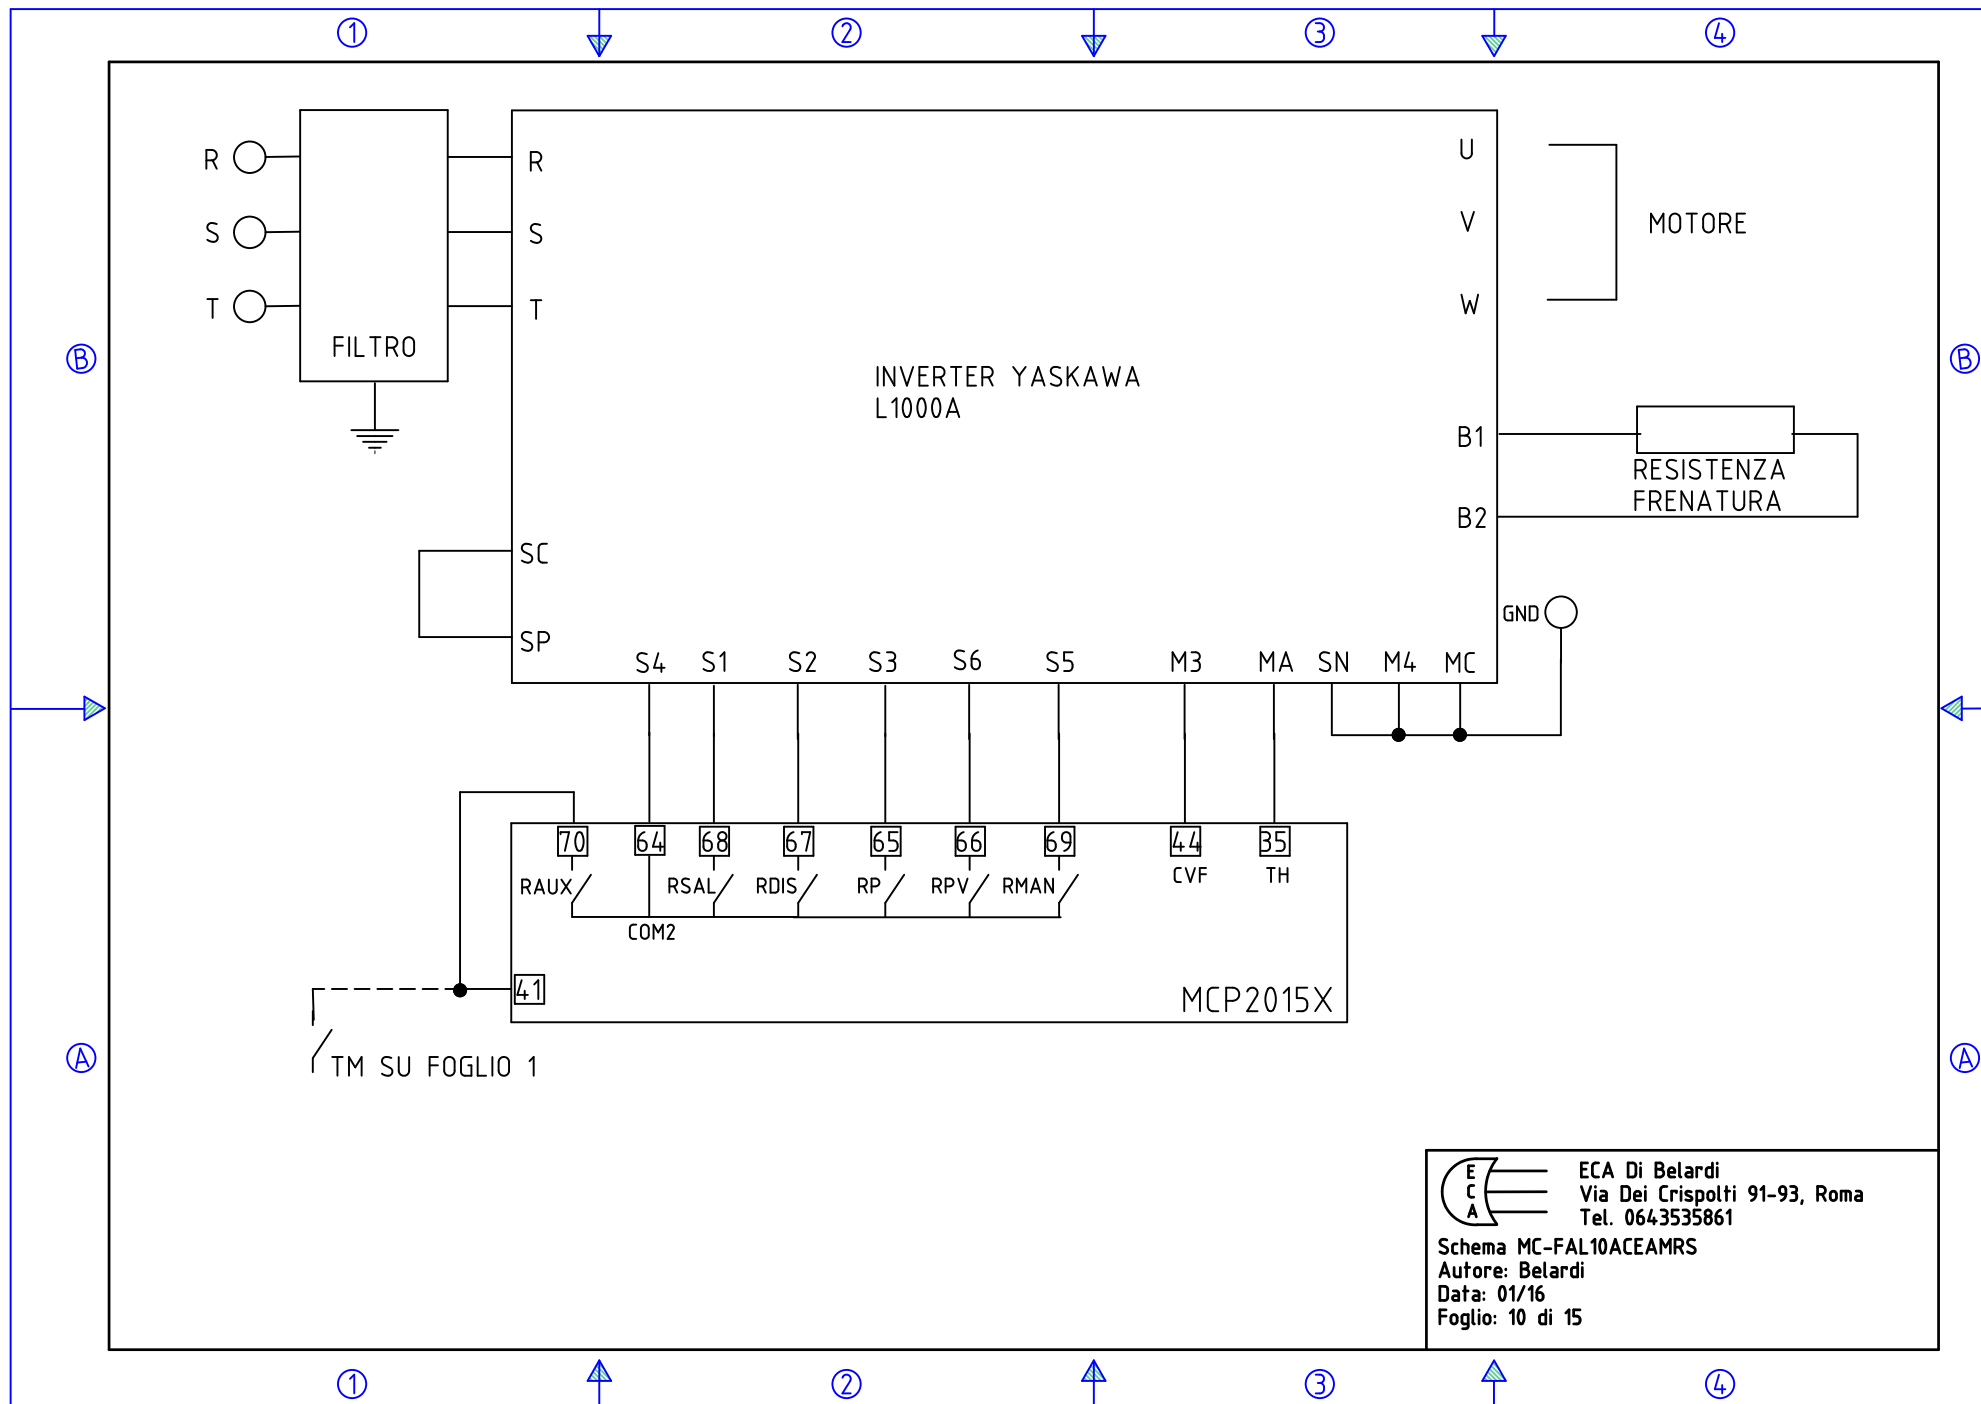 1 2 3 4
R R U
S S V MOTORE
T T W
FILTRO
B B
INVERTER YASKAWA
L1000A
B1
RESISTENZA
FRENATURA
B2
SC
SP
GND
S4 S1 S2 S3 S6 S5 M3 MA SN M4 MC
70 64 68 67 65 66 69 44 35
RAUX RSAL RDIS RP RPV RMAN CVF TH
COM2
41
MCP2015X
A A
TM SU FOGLIO 1
E
C
A
ECA Di Belardi
Via Dei Crispolti 91-93, Roma
Tel. 0643535861
Schema MC-FAL10ACEAMRS
Autore: Belardi
Data: 01/16
Foglio: 10 di 15
1 2 3 4